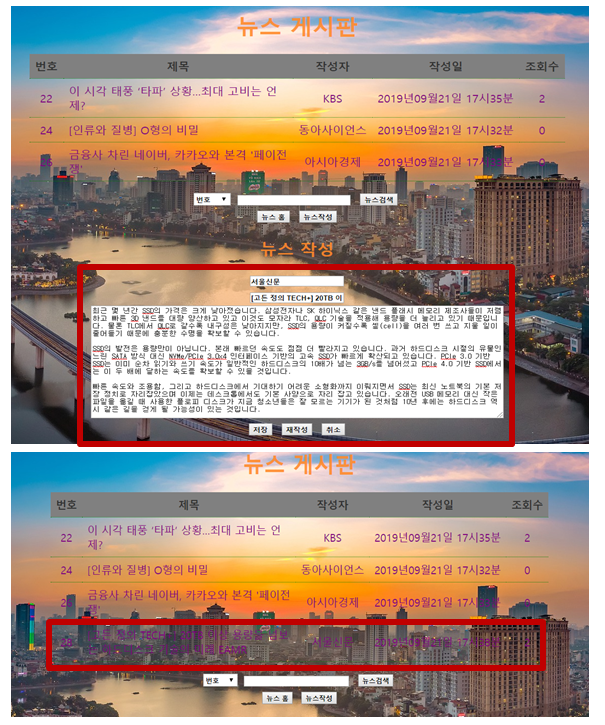 뉴스 게시판
번호 제목 작성자 작성일 조회수
22 이 시각 태풍 '타파' 상황...최대 고비는 언
제? KBS 2019년09월21일 17시35분 2
24 [인류와 질병] O형의 비밀 동아사이언스 2019년09월21일 17시32분 0
금융사 차린 네이버, 카카오와 본격 '페이전
쟁' 아시아경제 2019년09월21일
번호 뉴스검색
뉴스 홈 뉴스작성
뉴스 작성
서울신문
[고든 정의 TECH+] 20TB 이
최근 몇 년간 SSD의 가격은 크게 낮아졌습니다. 삼성전자나 SK 하이닉스 같은 낸드 플래시 메모리 제조사들이 저렴
하고 빠른 3D 낸드를 대량 양산하고 있고 이것도 모자라 TLC, QLC 기술을 적용해 용량을 더 늘리고 있기 때문입니
다. 물론 TLC에서 QLC로 갈수록 내구성은 낮아지지만, SSD의 용량이 커질수록 셀(cell)을 여러 번 쓰고 지울 일이
줄어들기 때문에 충분한 수명을 확보할 수 있습니다.
SSD의 발전은 용량만이 아닙니다. 본래 빠르던 속도도 점점 더 빨라지고 있습니다. 과거 하드디스크 시절의 유물인
느린 SATA 방식 대신 NVMe/PCIe 3.0x4 인터페이스 기반의 고속 SSD가 빠르게 확산되고 있습니다. PCIe 3.0 기반
SSD는 이미 순차 읽기와 쓰기 속도가 일반적인 하드디스크의 10배가 넘는 3GB/s를 넘어섰고 PCIe 4.0 기반 SSD에서
는 이 두 배에 달하는 속도를 확보할 수 있을 것입니다.
빠른 속도와 조용함, 그리고 하드디스크에서 기대하기 어려운 소형화까지 이뤄지면서 SSD는 최신 노트북의 기본 저
장 장치로 자리잡았으며 이제는 데스크톱에서도 기본 사양으로 자리 잡고 있습니다. 오래전 USB 메모리 대신 작은
파일을 옮길 때 사용한 플로피 디스크가 지금 청소년들은 잘 모르는 기기가 된 것처럼 10년 후에는 하드디스크 역
시 같은 길을 걷게 될 가능성이 있는 것입니다.
저장 재작성 취소
뉴스 게시판
번호 제목 작성자 작성일 조회수
22 이 시각 태풍 '타파' 상황...최대 고비는 언
제? KBS 2019년09월21일 17시35분 2
24 [인류와 질병] O형의 비밀 동아사이언스 2019년09월21일 17시32분 0
금융사 차린 네이버, 카카오와 본격 '페이전
쟁' 아시아경제 2019년09월21일
서울신문 2019년09월21일
번호 뉴스검색
뉴스 홈 뉴스작성